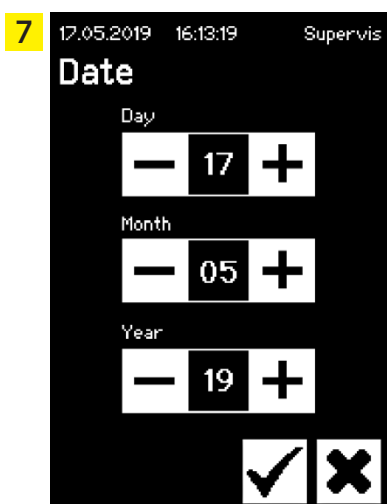 7
17.05.2019 16:13:19 Supervis
Date
Day
− 17 +
Month
− 05 +
Year
− 19 +